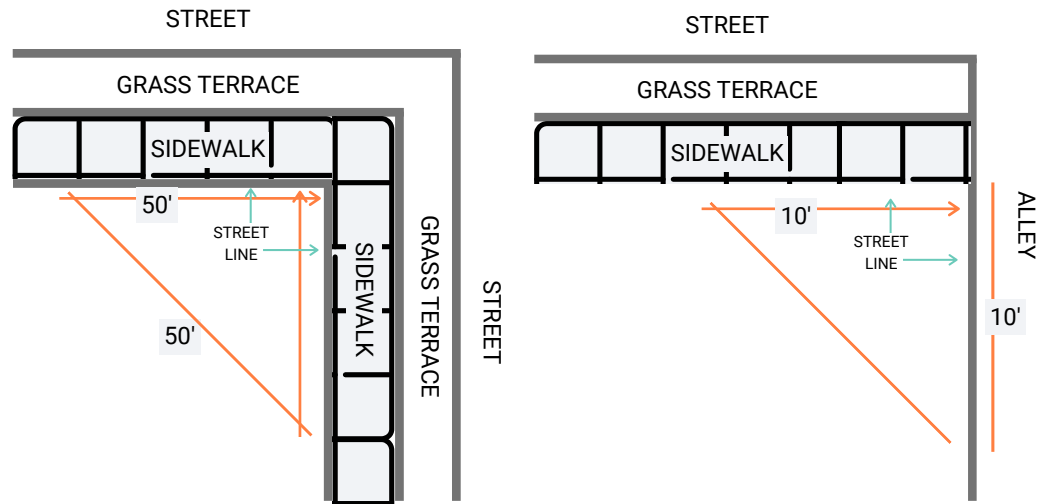 STREET
GRASS TERRACE
SIDEWALK
50'
STREET
LINE
50'
SIDEWALK
GRASS TERRACE
STREET
STREET
GRASS TERRACE
SIDEWALK
10'
STREET
LINE
ALLEY
10'